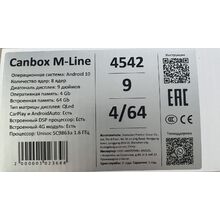 Canbox M-Line
Операционная система: Android 10
Количество ядер: 8 ядер
Диагональ дисплея: 9 дюймов
Оперативная память: 4 Gb
Встроенная память: 64 Gb
Тип матрицы: QLed
CarPlay и AndroidAuto: Есть
Встроенный DSP процессор: Есть
Встроенный 4G модуль: Есть
Процессор: Unisoc SC9863a 1.6 ГГц
4542
9
4/64
EAC